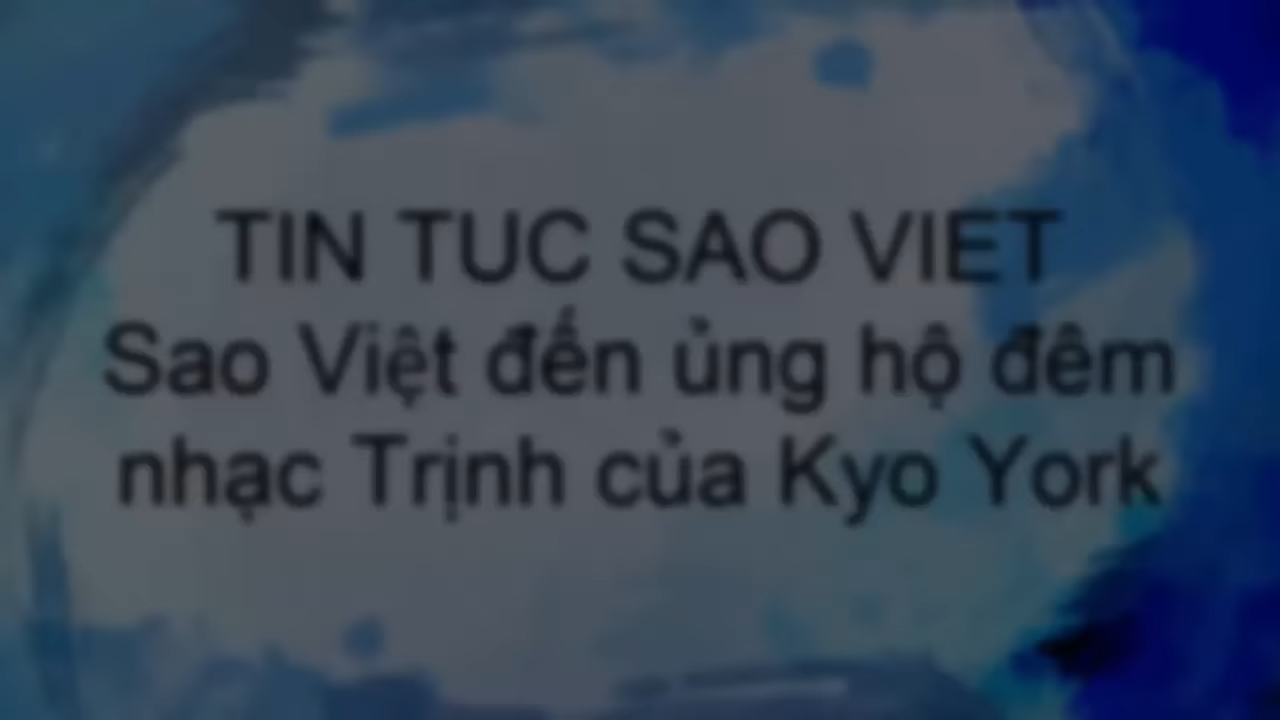 TIN TUC SAO VIET
Sao Việt đến ủng hộ đêm
nhạc Trịnh của Kyo York